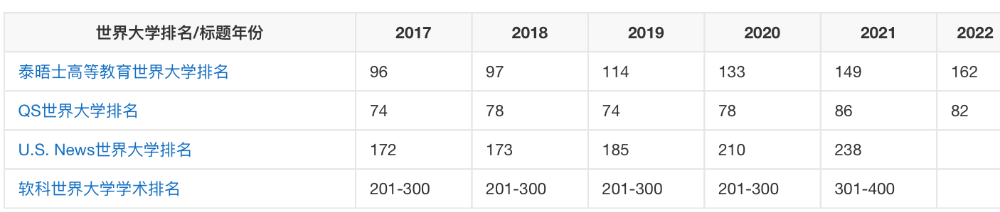 世界大学排名/标题年份 2017 2018 2019 2020 2021 2022
泰晤士高等教育世界大学排名 96 97 114 133 149 162
QS世界大学排名 74 78 74 78 86 82
U.S. News世界大学排名 172 173 185 210 238
软科世界大学学术排名 201-300 201-300 201-300 201-300 301-400